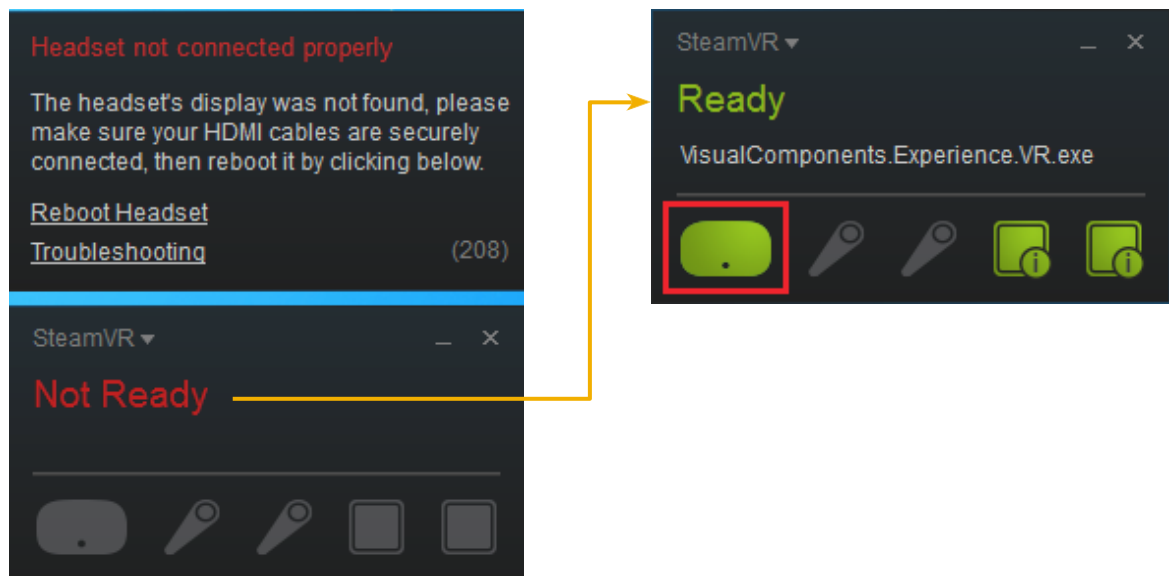 Headset not connected properly
The headset's display was not found, please
make sure your HDMI cables are securely
connected, then reboot it by clicking below.
Reboot Headset
Troubleshooting (208)
SteamVR
Not Ready
SteamVR
Ready
VisualComponents.Experience.VR.exe